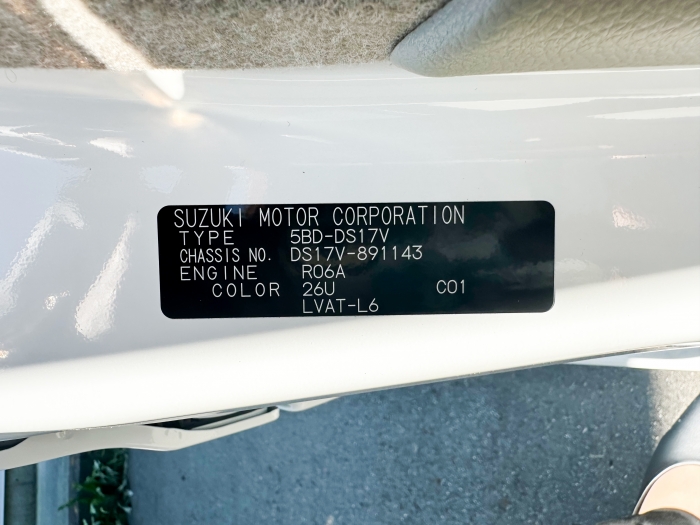 SUZUKI MOTOR CORPORATION
TYPE 5BD-DS17V
CHASSIS NO. DS17V-891143
ENGINE R06A
COLOR 26U C01
LVAT-L6